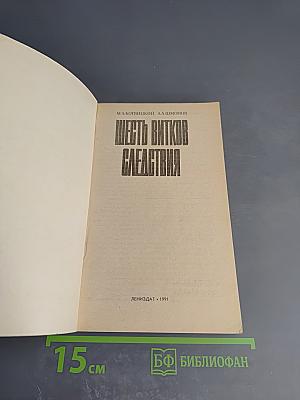 ШЕСТЬ ВИТКОВ
СЛЕДСТВИЯ
ЛЕНИЗДАТ • 1991
15 см
БФ БИБЛИОФАН